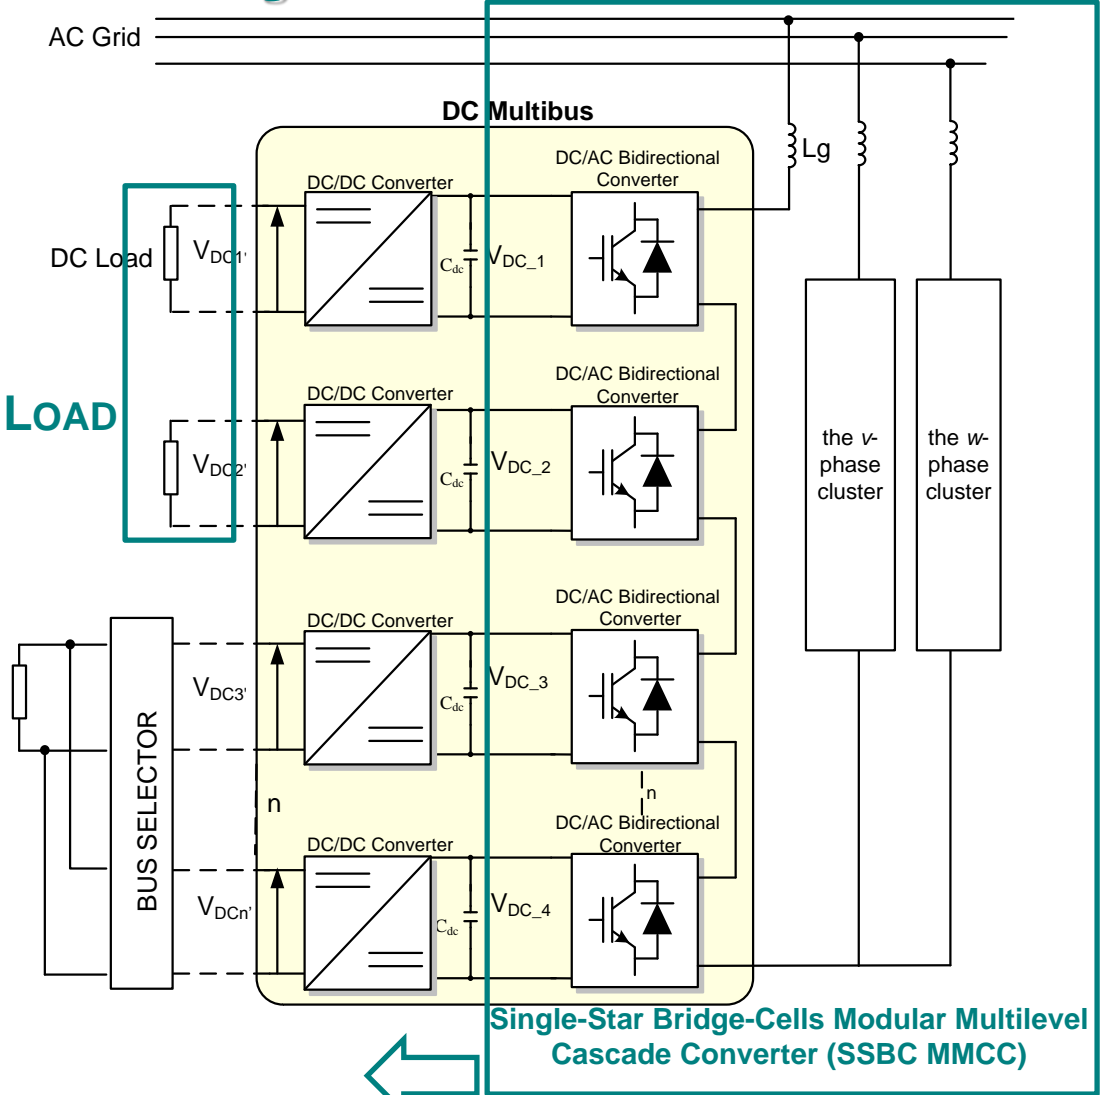 AC Grid
DC Multibus
Lg
DC/AC Bidirectional
Converter
DC/DC Converter
DC Load
VDC1'
Cdc
VDC_1
DC/AC Bidirectional
Converter
DC/DC Converter
LOAD
VDC2'
Cdc
VDC_2
the v-
phase
cluster
the w-
phase
cluster
DC/AC Bidirectional
Converter
DC/DC Converter
VDC3'
Cdc
VDC_3
BUS SELECTOR
n
n
DC/AC Bidirectional
Converter
DC/DC Converter
VDCn'
Cdc
VDC_4
Single-Star Bridge-Cells Modular Multilevel
Cascade Converter (SSBC MMCC)